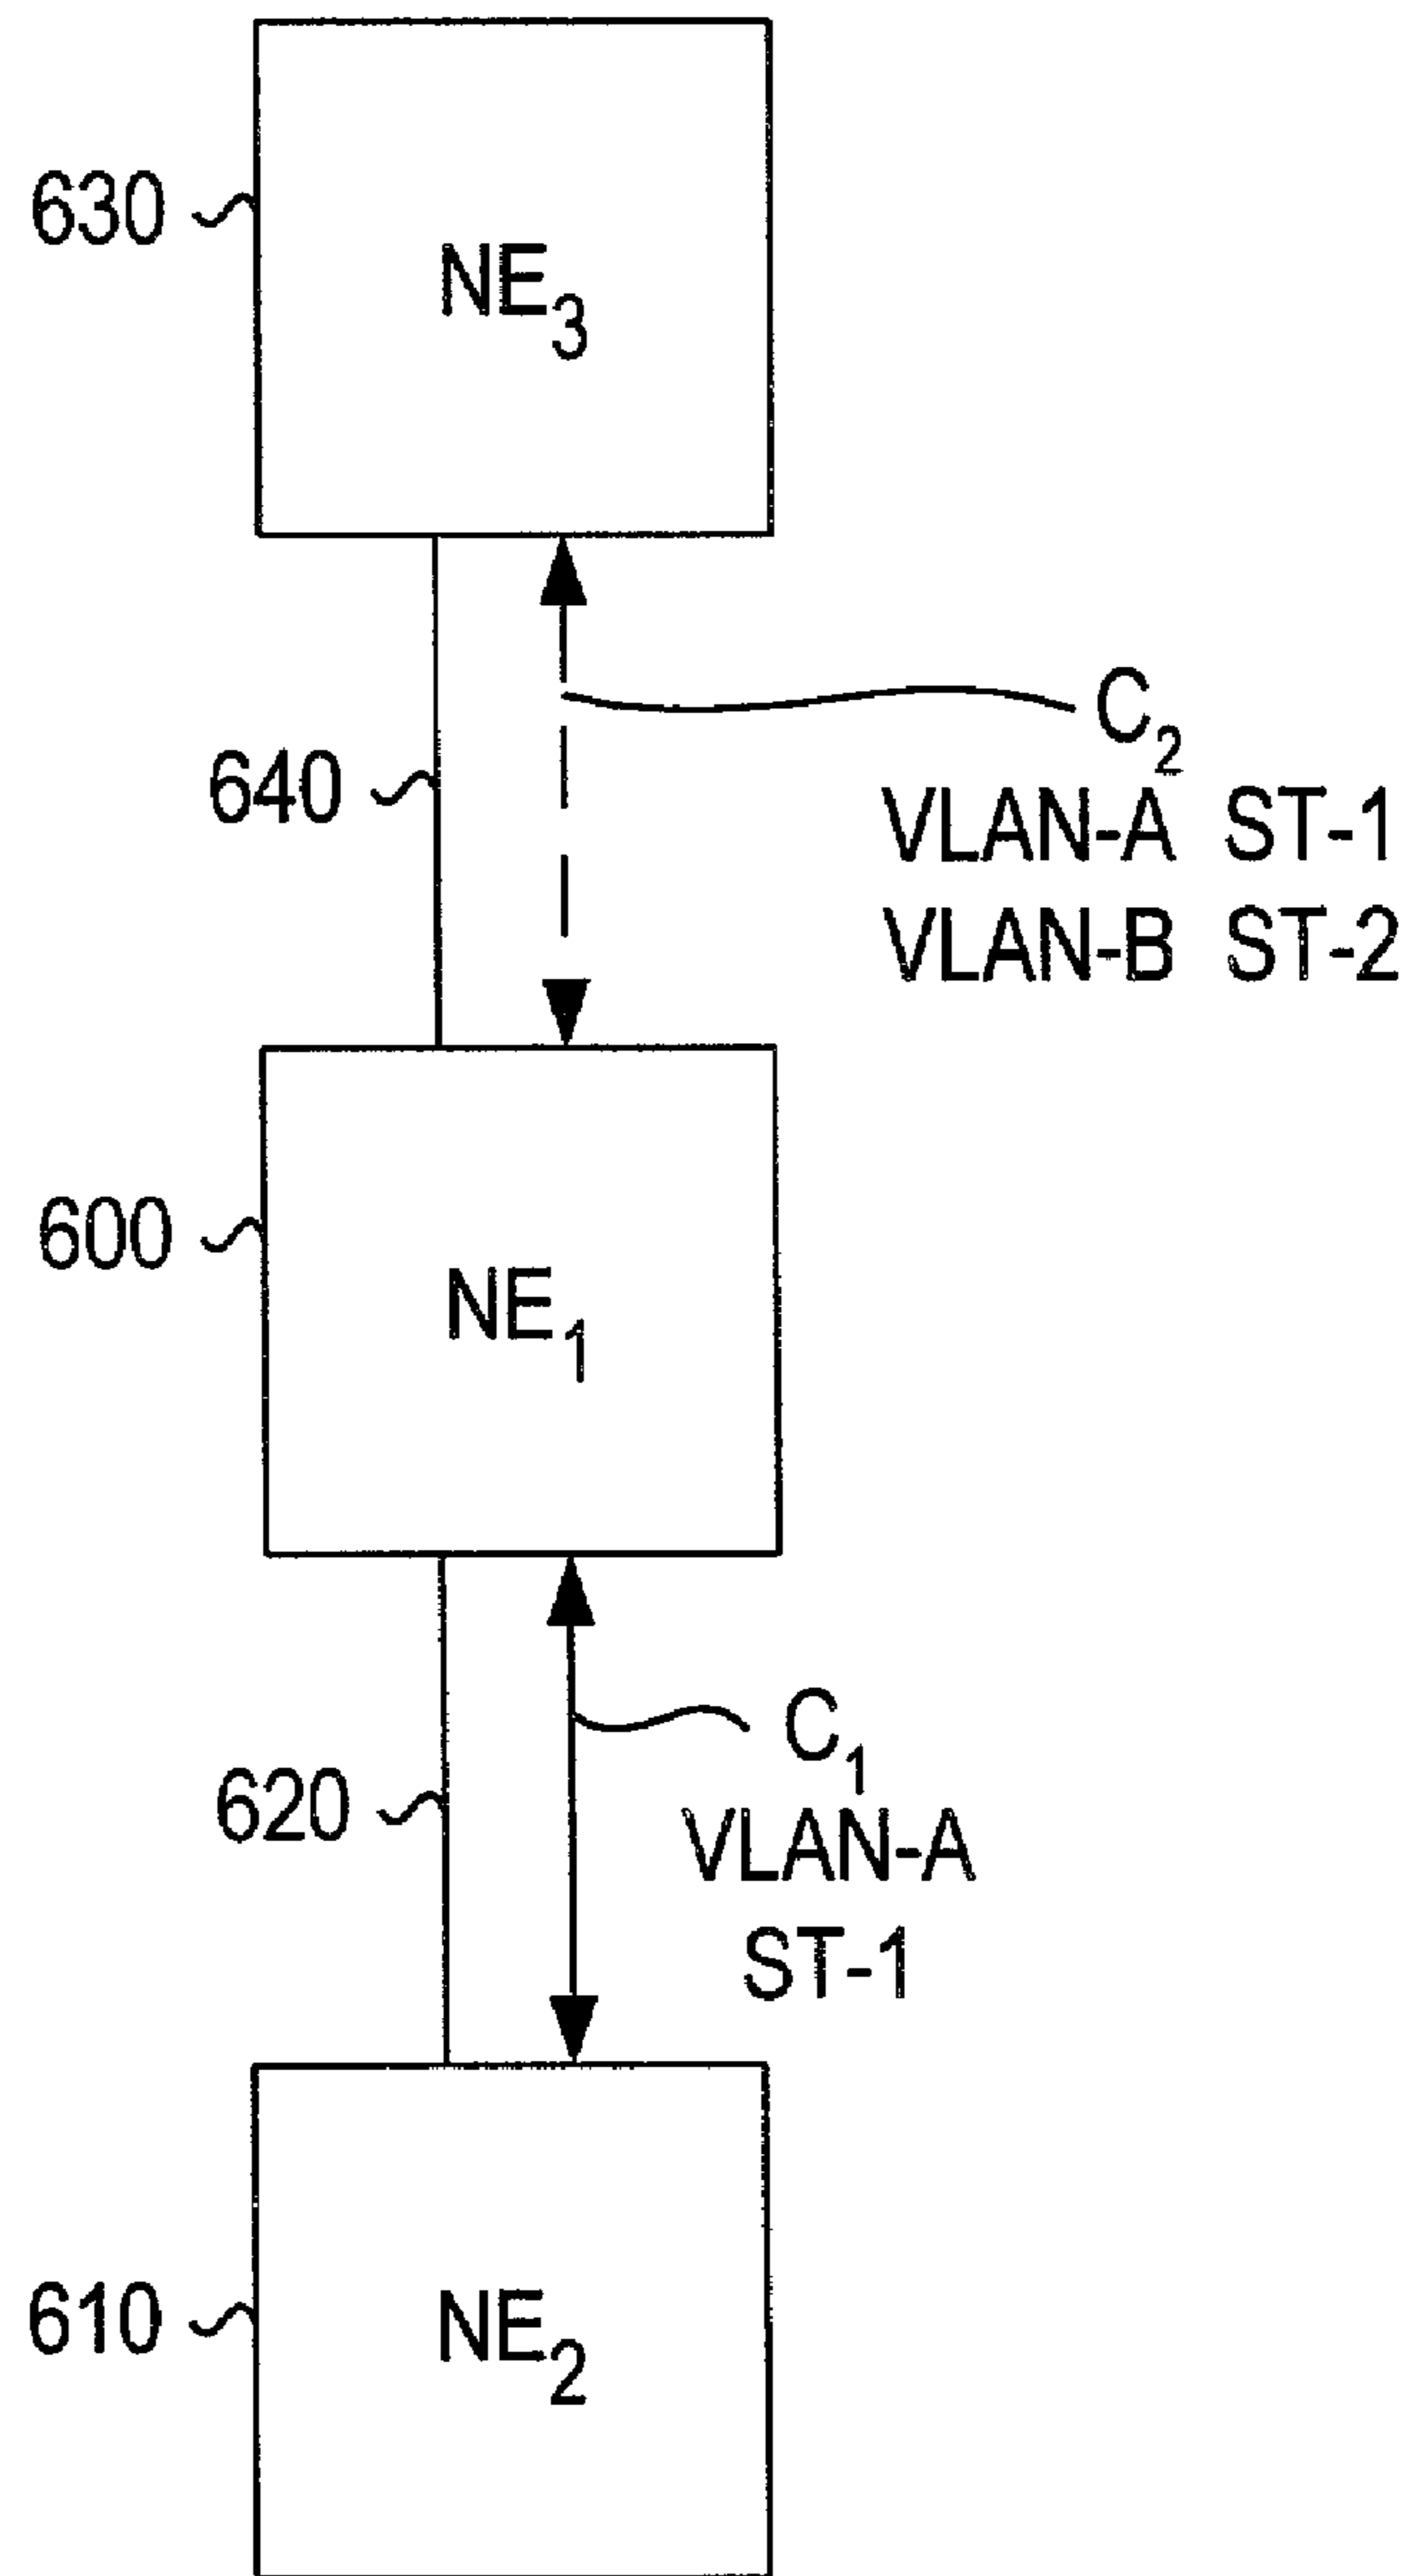 630
NE3
C2
640
VLAN-A ST-1
VLAN-B ST-2
600
NE1
C1
620
VLAN-A
ST-1
610
NE2